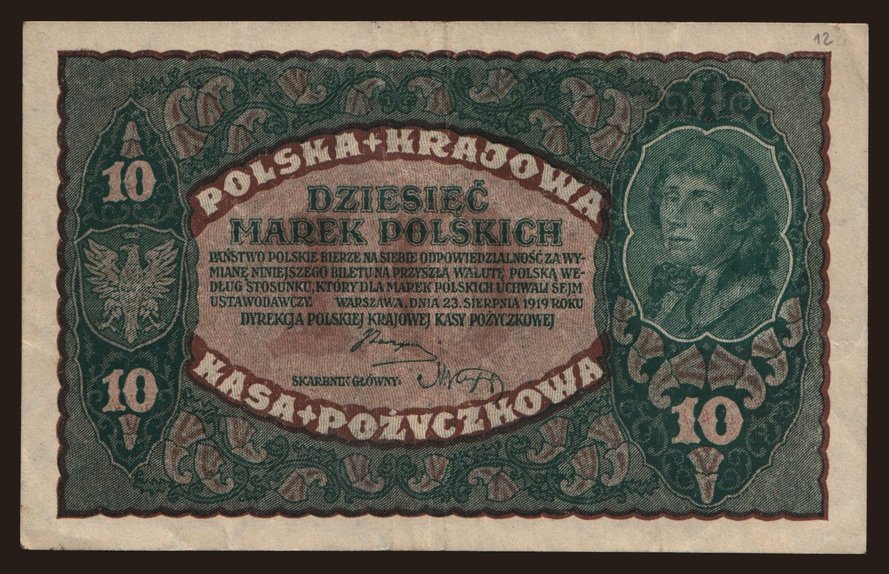 12
POLSKA + KRAJOWA
10
DZIESIĘĆ
MAREK POLSKICH
PAŃSTWO POLSKIE BIERZE NA SIEBIE ODPOWIEDZIALNOŚĆ ZA WY-
MIANĘ NINIEJSZEGO BILETU NA PRZYSZŁĄ WALUTĘ POLSKĄ WE-
DŁUG STOSUNKU, KTÓRY DLA MAREK POLSKICH UCHWALI SEJM
USTAWODAWCZY. WARSZAWA, DNIA 23. SIERPNIA 1919 ROKU
DYREKCJA POLSKIEJ KRAJOWEJ KASY POŻYCZKOWEJ
SKARBNIK GŁÓWNY:
KASA + POŻYCZKOWA
10
10